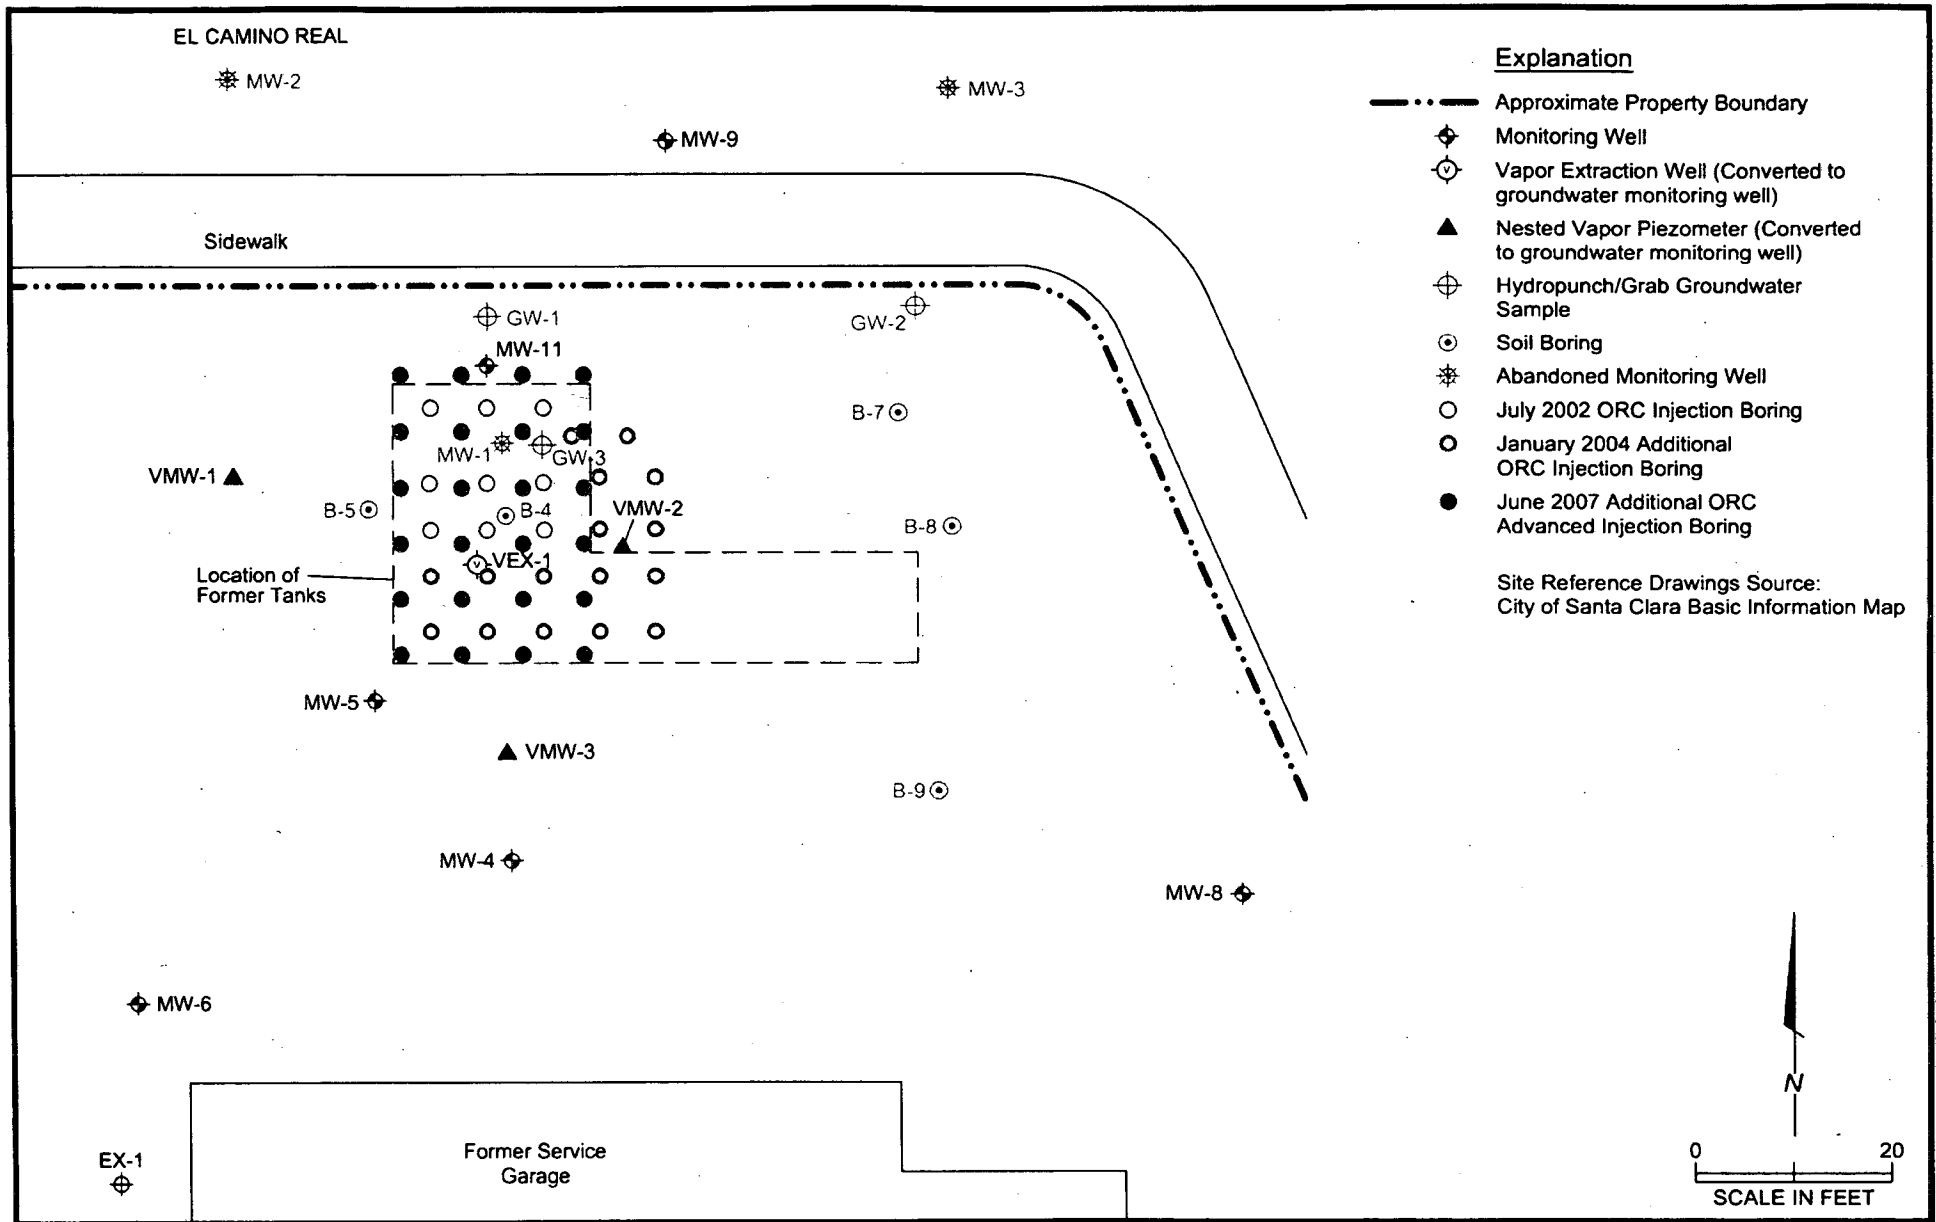 EL CAMINO REAL
MW-2
MW-3
MW-9
Sidewalk
GW-1
GW-2
MW-11
B-7
MW-1
GW-3
VMW-1
B-5
B-4
VMW-2
B-8
VEX-1
Location of
Former Tanks
MW-5
VMW-3
B-9
MW-4
MW-8
MW-6
EX-1
Former Service
Garage
Explanation
Approximate Property Boundary
Monitoring Well
V
Vapor Extraction Well (Converted to
groundwater monitoring well)
Nested Vapor Piezometer (Converted
to groundwater monitoring well)
Hydropunch/Grab Groundwater
Sample
Soil Boring
Abandoned Monitoring Well
July 2002 ORC Injection Boring
January 2004 Additional
ORC Injection Boring
June 2007 Additional ORC
Advanced Injection Boring
Site Reference Drawings Source:
City of Santa Clara Basic Information Map
N
0 20
SCALE IN FEET